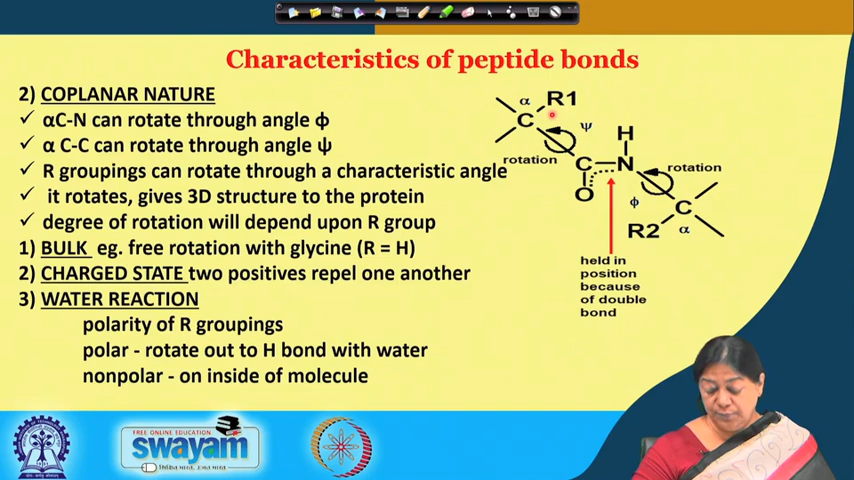 Characteristics of peptide bonds
2) COPLANAR NATURE
✓ αC-N can rotate through angle ϕ
✓ α C-C can rotate through angle ψ
✓ R groupings can rotate through a characteristic angle
✓ it rotates, gives 3D structure to the protein
✓ degree of rotation will depend upon R group
1) BULK eg. free rotation with glycine (R = H)
2) CHARGED STATE two positives repel one another
3) WATER REACTION
polarity of R groupings
polar - rotate out to H bond with water
nonpolar - on inside of molecule
α R1
C Ψ
H
rotation C N rotation
O ϕ C
R2 α
held in
position
because
of double
bond
FREE ONLINE EDUCATION
swayam